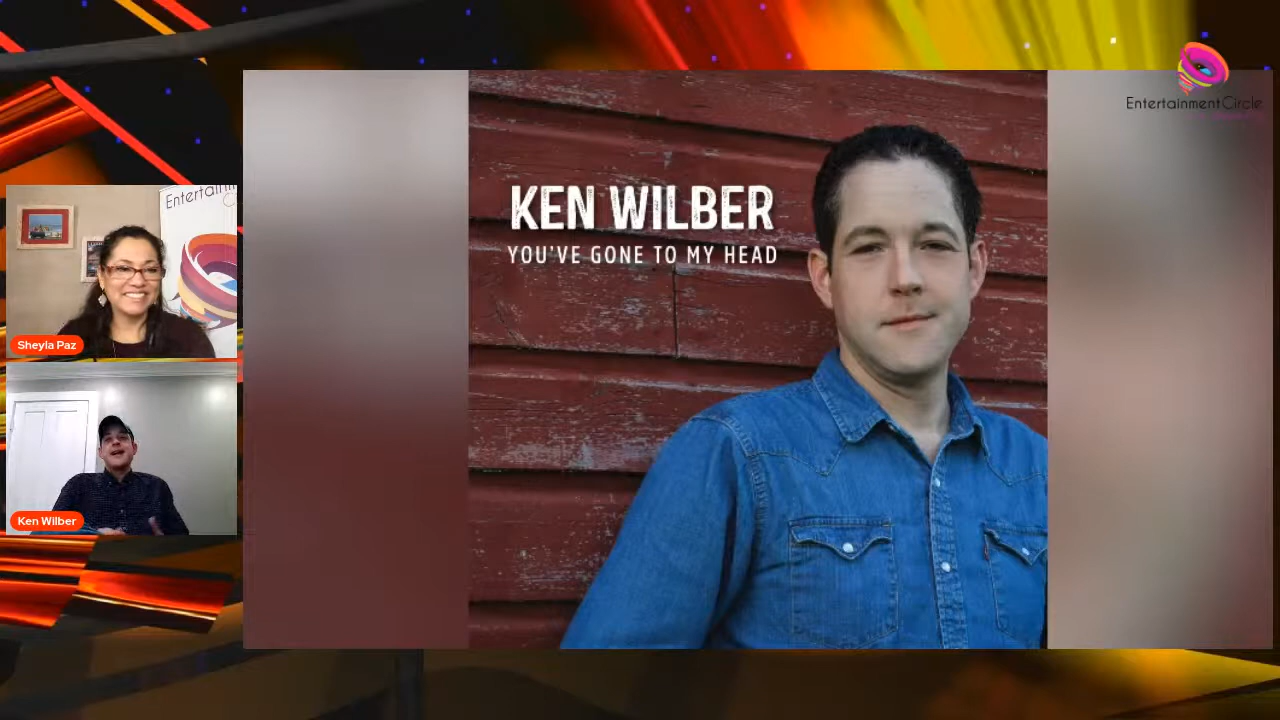 EntertainmentCircle
KEN WILBER
YOU'VE GONE TO MY HEAD
Sheyla Paz
Ken Wilber